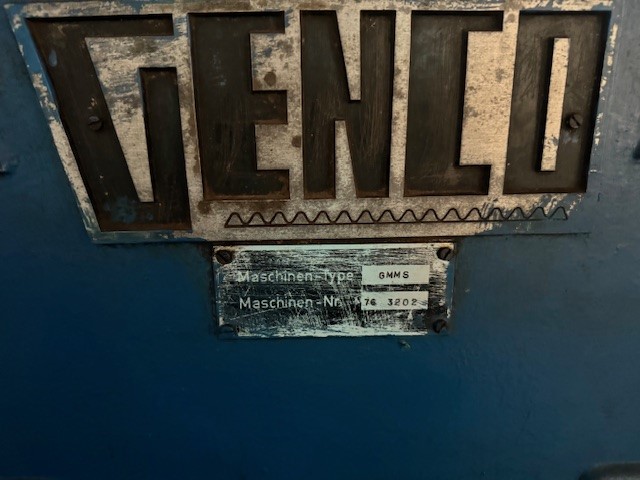 GENCO
Maschinen-Type GMMS
Maschinen-Nr. 76 3202